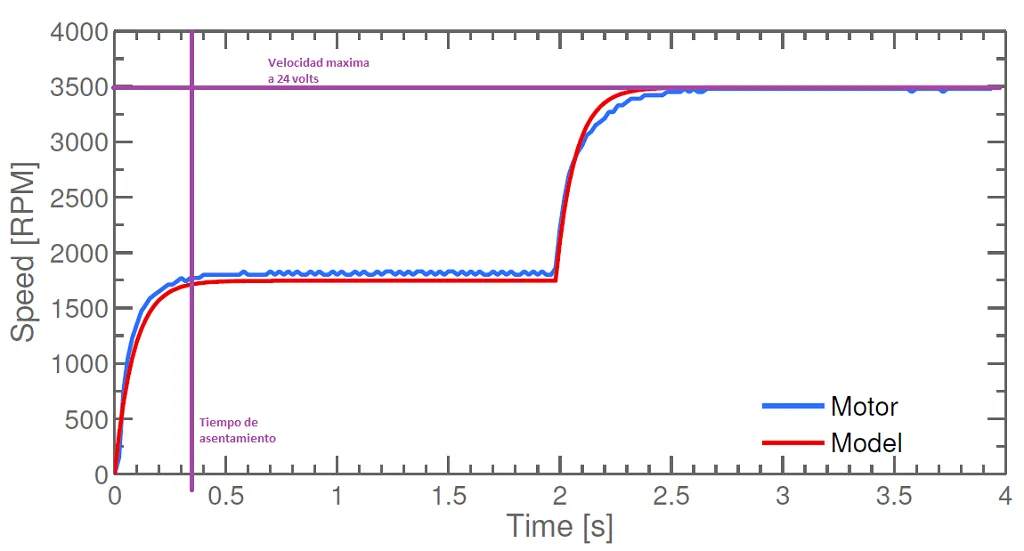 4000
Velocidad maxima
a 24 volts
3500
3000
2500
2000
1500
1000
500
0
Speed [RPM]
Tiempo de
asentamiento
Motor
Model
0 0.5 1 1.5 2 2.5 3 3.5 4
Time [s]